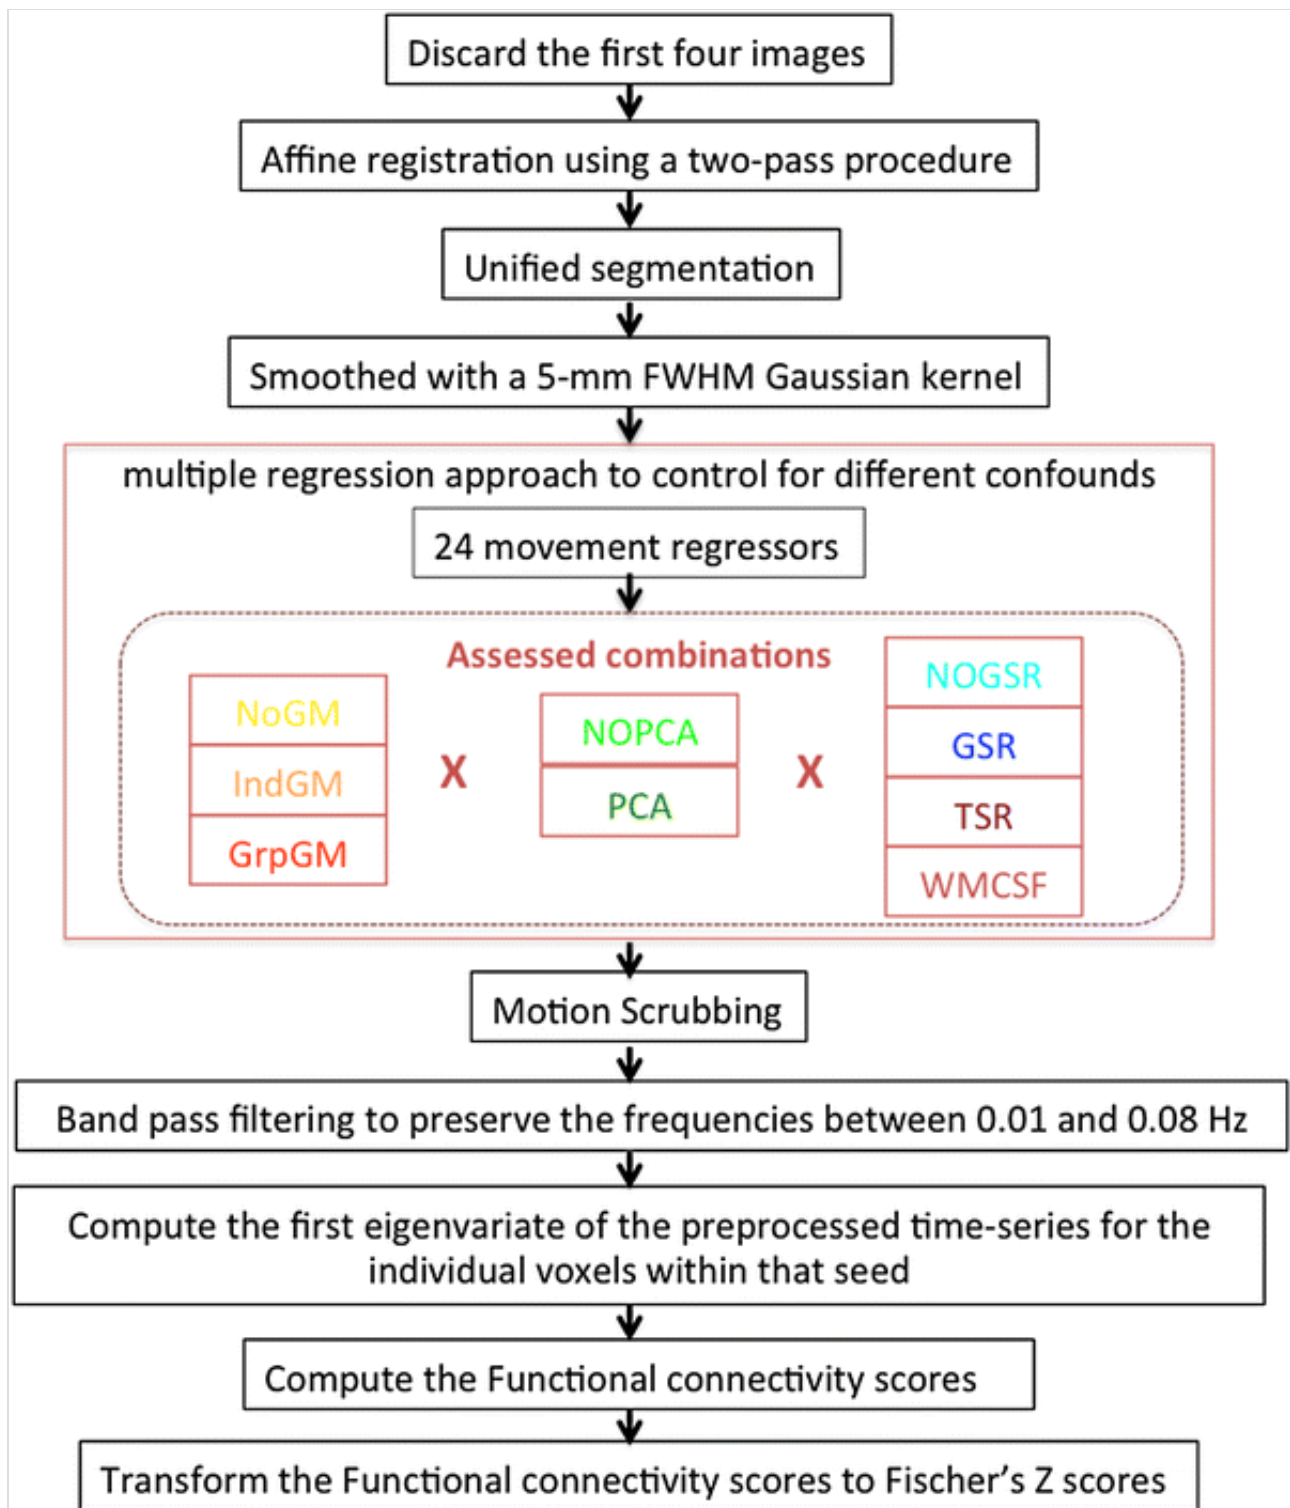 Discard the first four images
Affine registration using a two-pass procedure
Unified segmentation
Smoothed with a 5-mm FWHM Gaussian kernel
multiple regression approach to control for different confounds
24 movement regressors
Assessed combinations
NoGM
IndGM
GrpGM
X
NOPCA
PCA
X
NOGSR
GSR
TSR
WMCSF
Motion Scrubbing
Band pass filtering to preserve the frequencies between 0.01 and 0.08 Hz
Compute the first eigenvariate of the preprocessed time-series for the
individual voxels within that seed
Compute the Functional connectivity scores
Transform the Functional connectivity scores to Fischer's Z scores